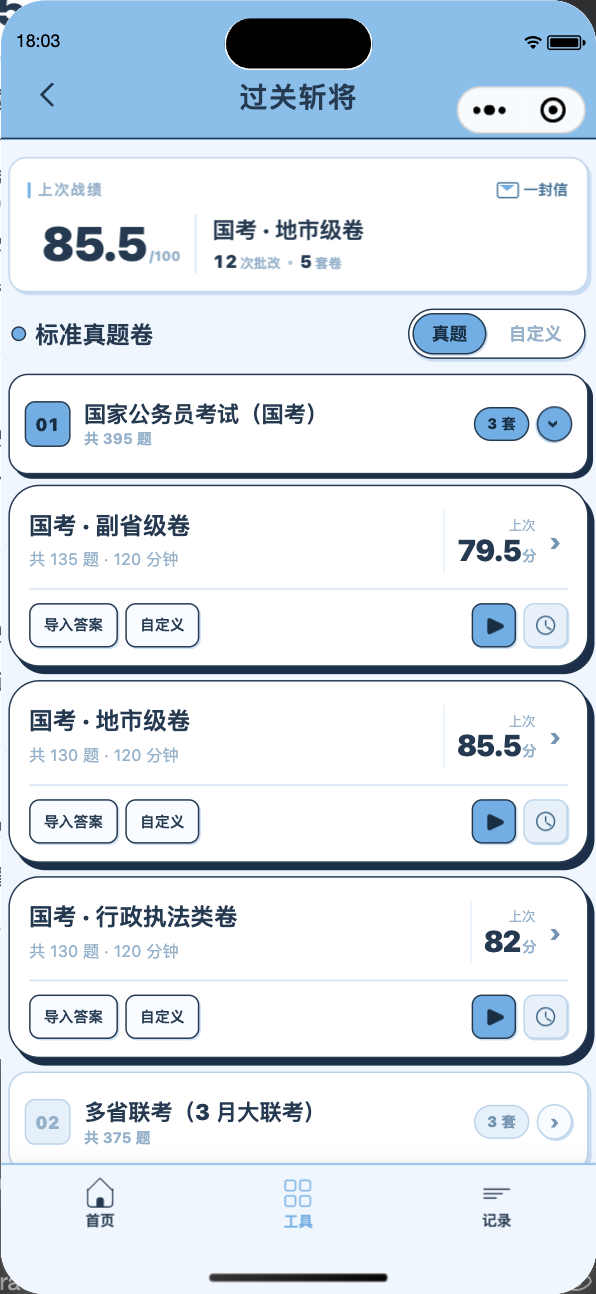 18:03
过关斩将
上次战绩
一封信
85.5/100
国考 · 地市级卷
12 次批改 · 5 套卷
标准真题卷
真题
自定义
01
国家公务员考试（国考）
共 395 题
3 套
国考 · 副省级卷
共 135 题 · 120 分钟
上次
79.5分
导入答案
自定义
国考 · 地市级卷
共 130 题 · 120 分钟
上次
85.5分
导入答案
自定义
国考 · 行政执法类卷
共 130 题 · 120 分钟
上次
82分
导入答案
自定义
02
多省联考（3 月大联考）
共 375 题
3 套
首页
工具
记录